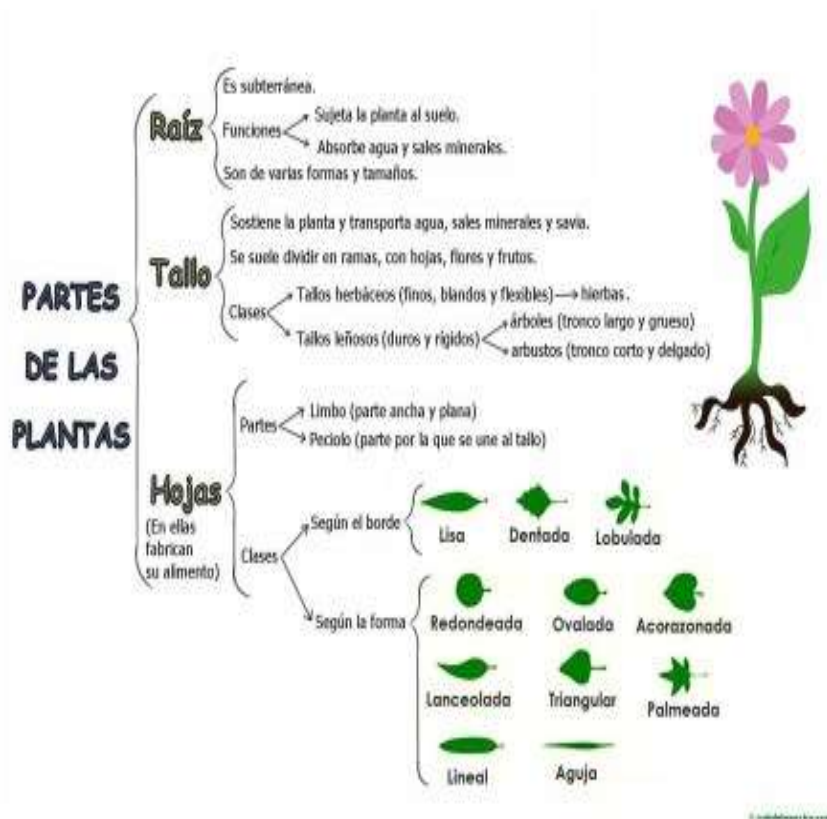 PARTES
DE LAS
PLANTAS
Raíz
Es subterránea.
Funciones
Sujeta la planta al suelo.
Absorbe agua y sales minerales.
Son de varias formas y tamaños.
Tallo
Sostiene la planta y transporta agua, sales minerales y savia.
Se suele dividir en ramas, con hojas, flores y frutos.
Clases
Tallos herbáceos (finos, blandos y flexibles)
hierbas.
Tallos leñosos (duros y rígidos)
árboles (tronco largo y grueso)
arbustos (tronco corto y delgado)
Hojas
(En ellas
fabrican
su alimento)
Partes
Limbo (parte ancha y plana)
Peciolo (parte por la que se une al tallo)
Clases
Según el borde
Lisa
Dentada
Lobulada
Según la forma
Redondeada
Ovalada
Acorazonada
Lanceolada
Triangular
Palmeada
Lineal
Aguja